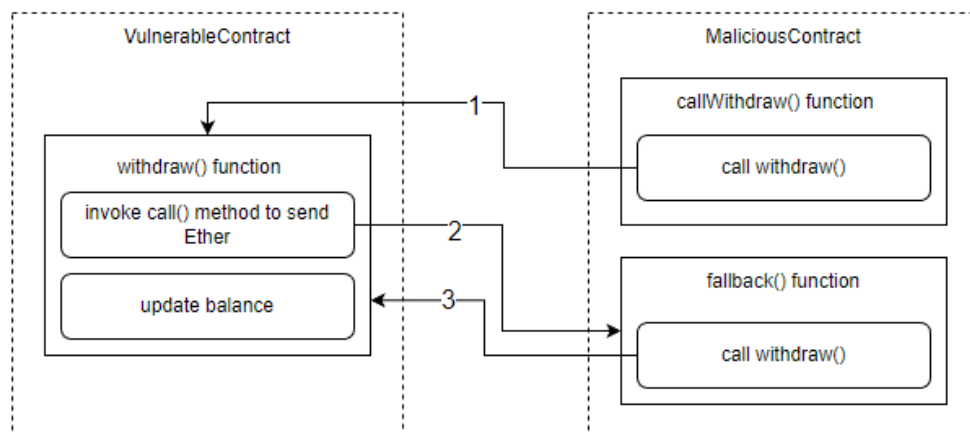 VulnerableContract
MaliciousContract
callWithdraw() function
1
call withdraw()
withdraw() function
invoke call() method to send
Ether
2
update balance
3
fallback() function
call withdraw()